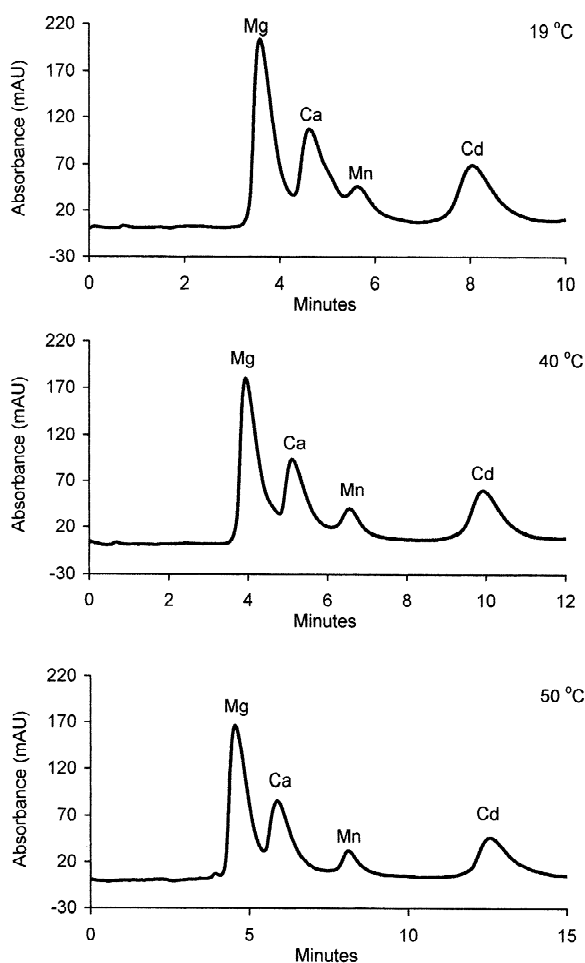 220
Mg
19 °C
170
Absorbance (mAU)
120
Ca
70
Mn
Cd
20
-30
0 2 4 6 8 10
Minutes
220
Mg
40 °C
170
Absorbance (mAU)
120
Ca
70
Mn
Cd
20
-30
0 2 4 6 8 10 12
Minutes
220
Mg
50 °C
170
Absorbance (mAU)
120
Ca
70
Mn
Cd
20
-30
0 5 10 15
Minutes